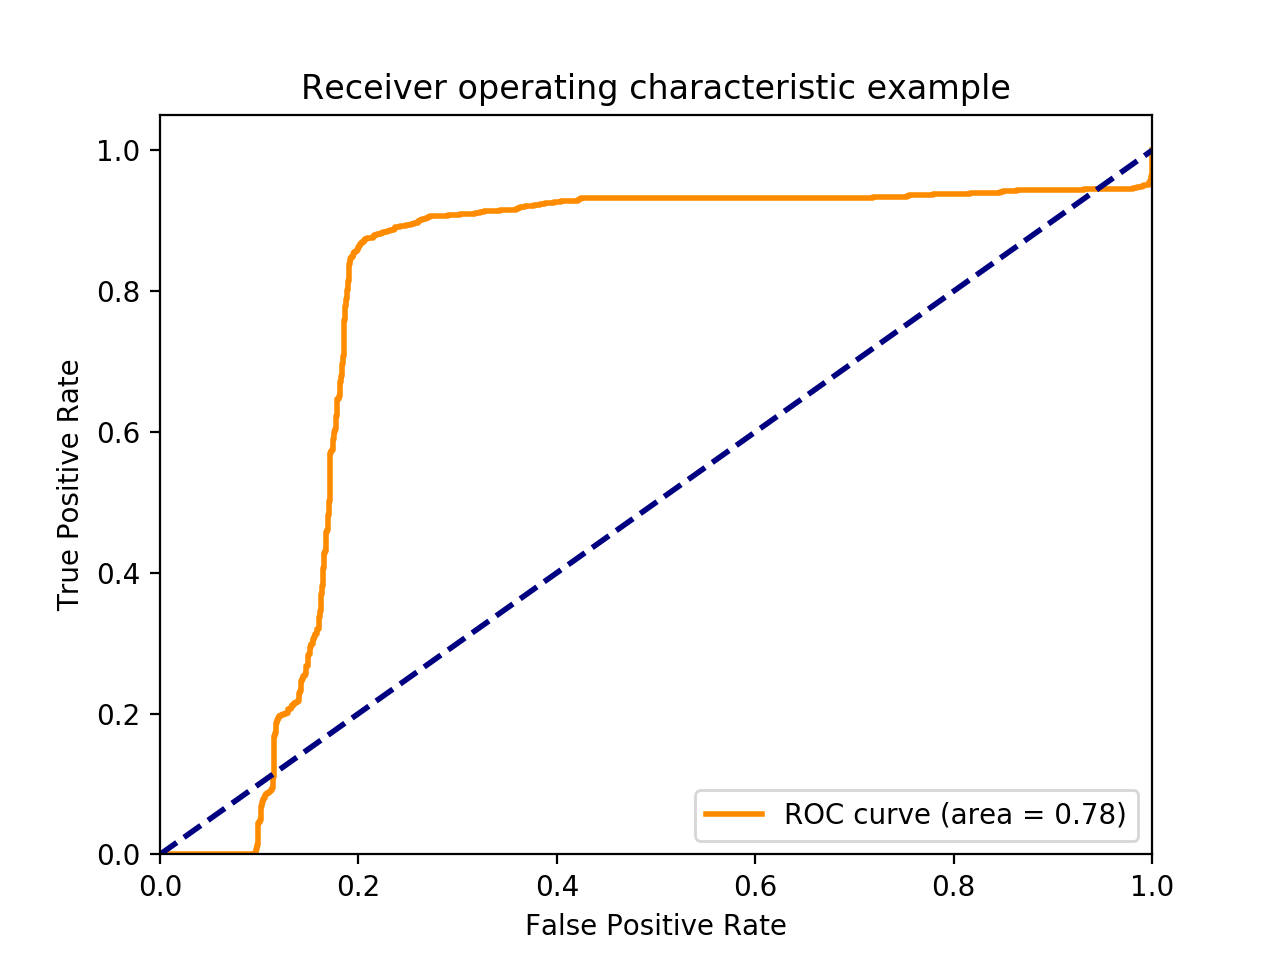 Receiver operating characteristic example
True Positive Rate
1.0
0.8
0.6
0.4
0.2
0.0
ROC curve (area = 0.78)
0.0 0.2 0.4 0.6 0.8 1.0
False Positive Rate